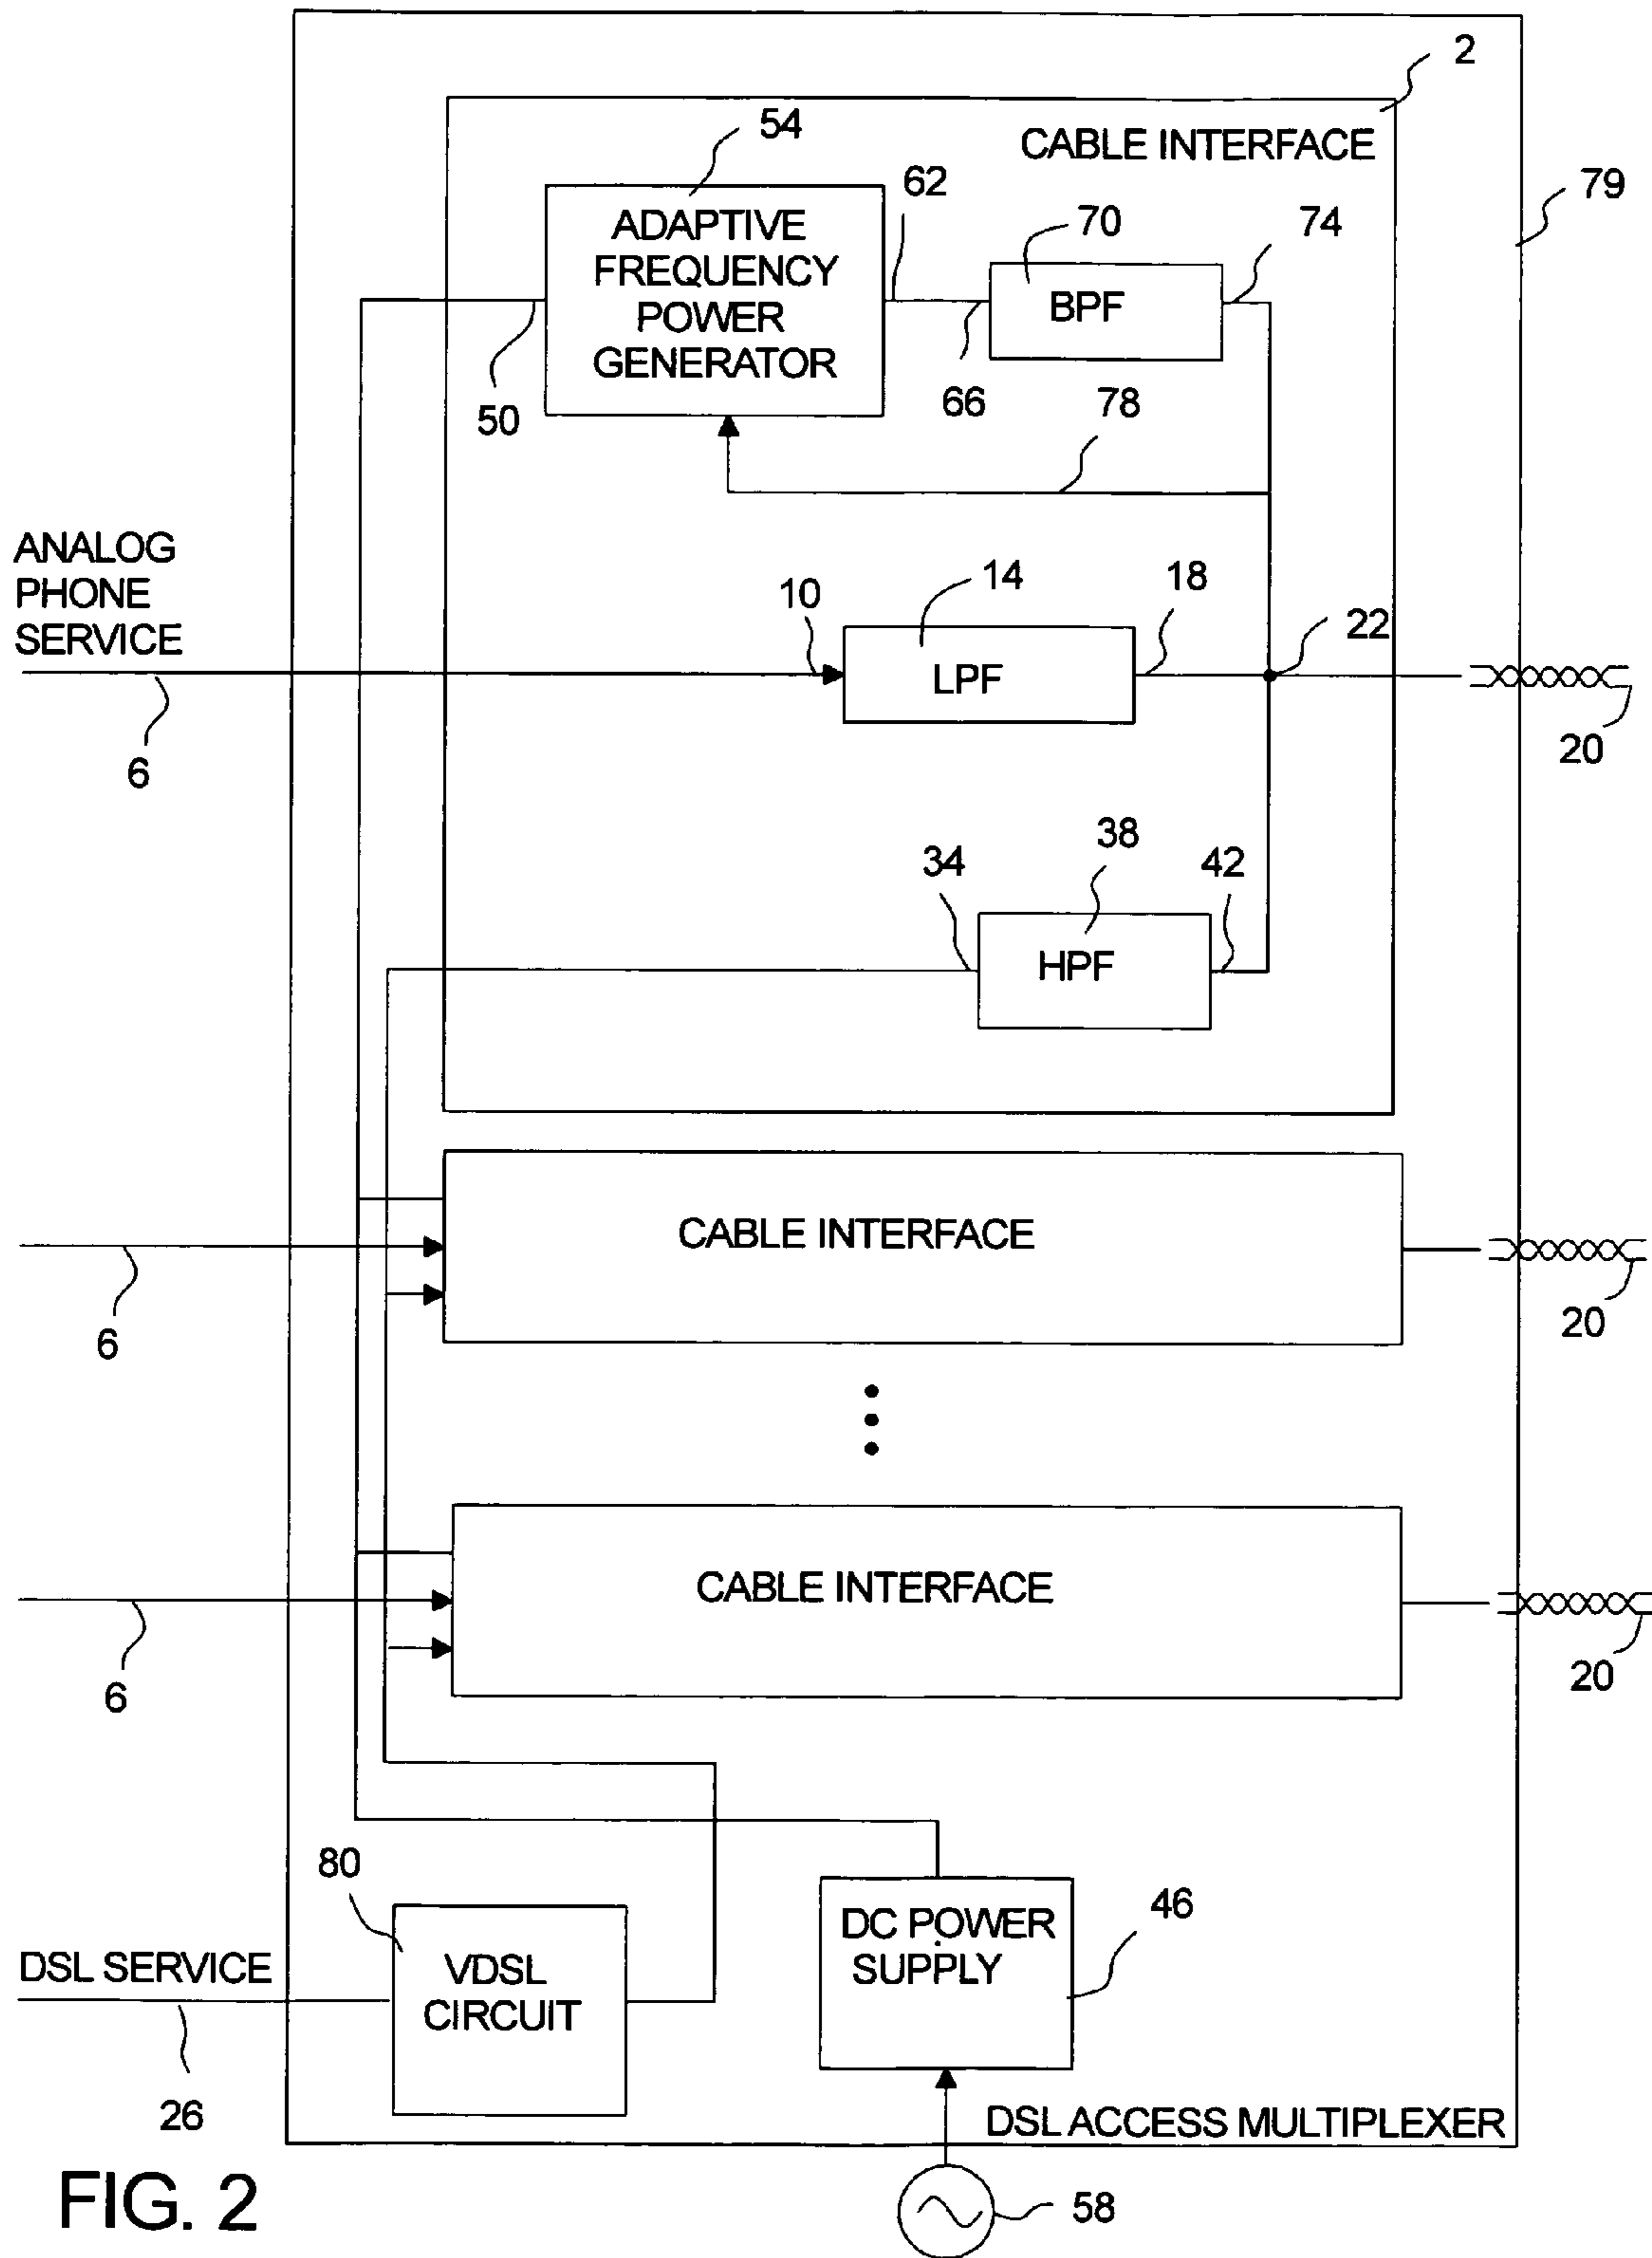 2
CABLE INTERFACE
54
ADAPTIVE
FREQUENCY
POWER
GENERATOR
62
70
BPF
74
79
50
66
78
ANALOG
PHONE
SERVICE
10
14
LPF
18
22
6
20
34
38
HPF
42
CABLE INTERFACE
6
20
CABLE INTERFACE
6
20
80
VDSL
CIRCUIT
DC POWER
SUPPLY
46
DSL SERVICE
26
DSL ACCESS MULTIPLEXER
58
FIG. 2